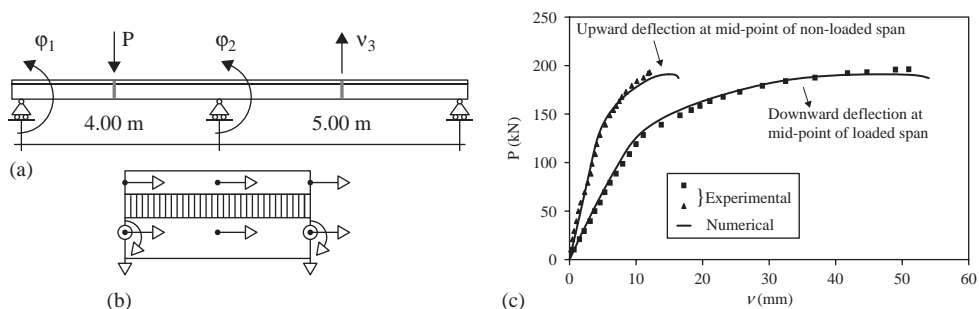 φ1 P φ2 ν3
4.00 m 5.00 m
(a)
(b)
Upward deflection at mid-point of non-loaded span
Downward deflection at
mid-point of loaded span
}Experimental
Numerical
P (kN)
250
200
150
100
50
0
0 10 20 30 40 50 60
ν (mm)
(c)